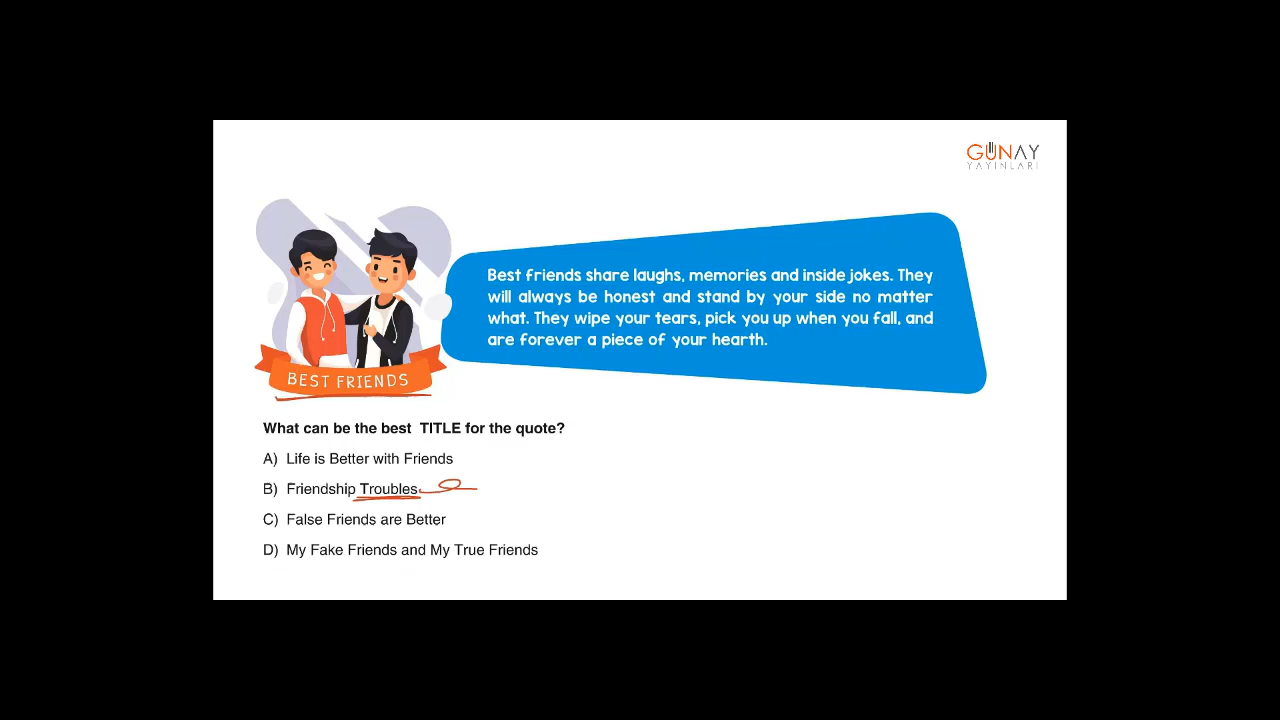 GÜNAY
YAYINLARI
Best friends share laughs, memories and inside jokes. They
will always be honest and stand by your side no matter
what. They wipe your tears, pick you up when you fall, and
are forever a piece of your hearth.
BEST FRIENDS
What can be the best TITLE for the quote?
A) Life is Better with Friends
B) Friendship Troubles
C) False Friends are Better
D) My Fake Friends and My True Friends